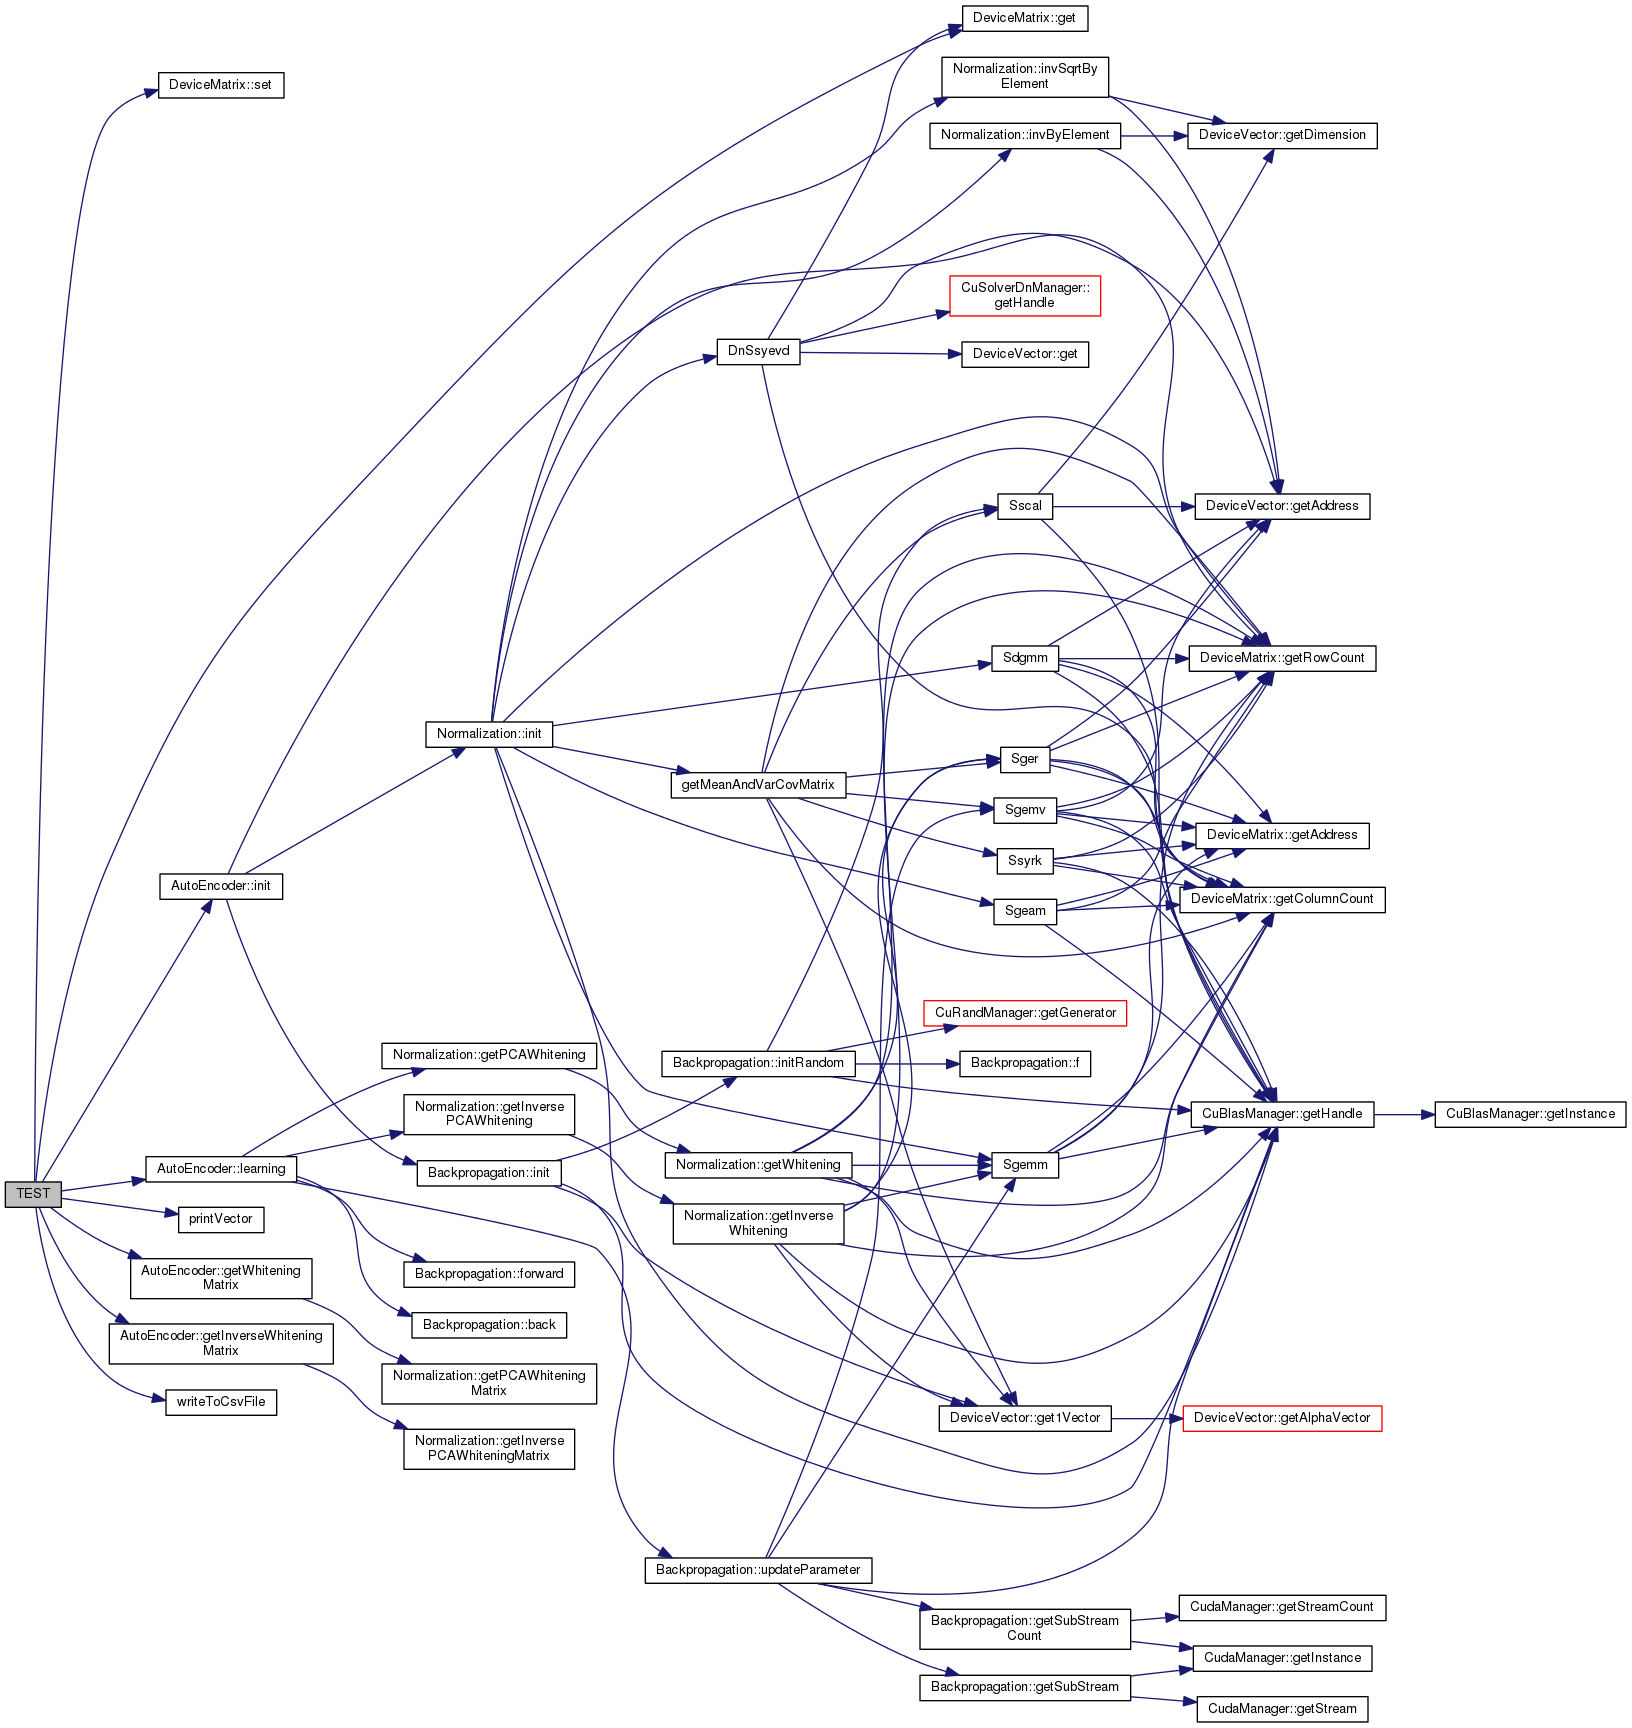 DeviceMatrix::get
DeviceMatrix::set
Normalization::invSqrtBy
Element
Normalization::invByElement
DeviceVector::getDimension
CuSolverDnManager::
getHandle
DnSsyevd
DeviceVector::get
Sscal
DeviceVector::getAddress
Sdgmm
DeviceMatrix::getRowCount
Normalization::init
Sger
getMeanAndVarCovMatrix
Sgemv
DeviceMatrix::getAddress
Ssyrk
AutoEncoder::init
Sgeam
DeviceMatrix::getColumnCount
CuRandManager::getGenerator
Normalization::getPCAWhitening
Backpropagation::initRandom
Backpropagation::f
Normalization::getInverse
PCAWhitening
CuBlasManager::getHandle
CuBlasManager::getInstance
AutoEncoder::learning
Backpropagation::init
Normalization::getWhitening
Sgemm
TEST
printVector
Normalization::getInverse
Whitening
AutoEncoder::getWhitening
Matrix
Backpropagation::forward
Backpropagation::back
AutoEncoder::getInverseWhitening
Matrix
Normalization::getPCAWhitening
Matrix
writeToCsvFile
DeviceVector::get1Vector
DeviceVector::getAlphaVector
Normalization::getInverse
PCAWhiteningMatrix
Backpropagation::updateParameter
Backpropagation::getSubStream
Count
CudaManager::getStreamCount
CudaManager::getInstance
Backpropagation::getSubStream
CudaManager::getStream